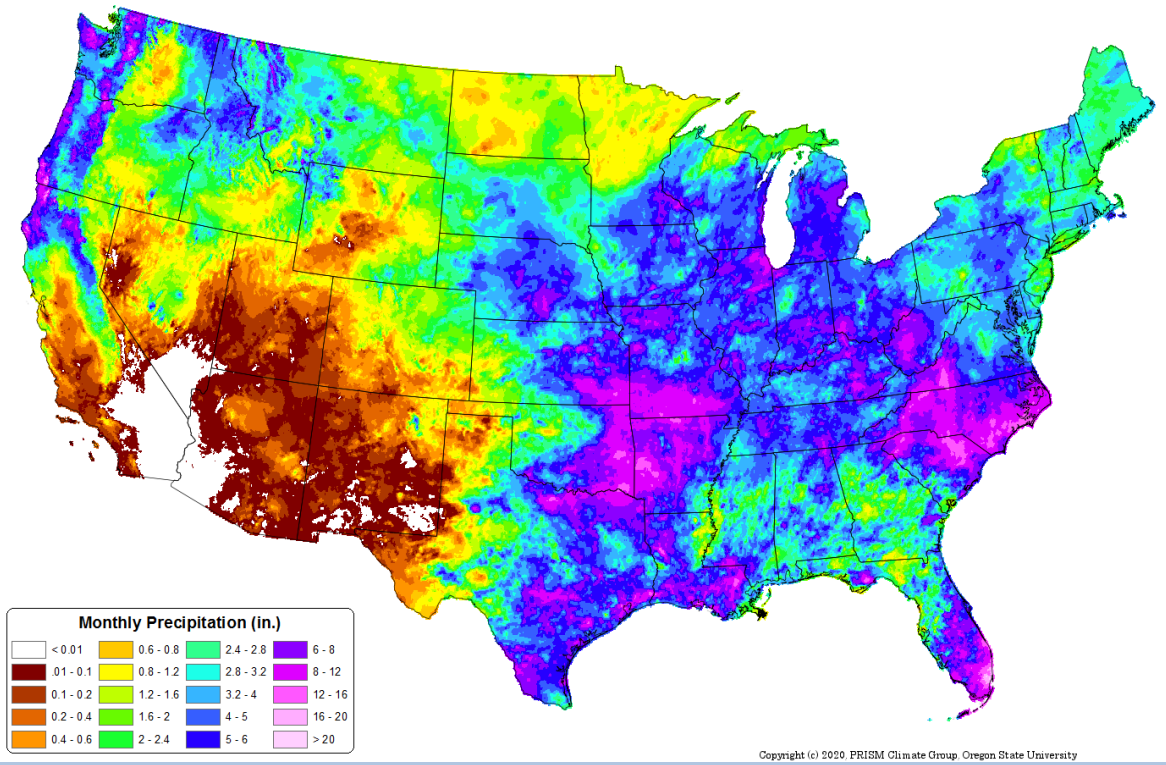 Monthly Precipitation (in.)
< 0.01 0.6 - 0.8 2.4 - 2.8 6 - 8
.01 - 0.1 0.8 - 1.2 2.8 - 3.2 8 - 12
0.1 - 0.2 1.2 - 1.6 3.2 - 4 12 - 16
0.2 - 0.4 1.6 - 2 4 - 5 16 - 20
0.4 - 0.6 2 - 2.4 5 - 6 > 20
Copyright (c) 2020, PRISM Climate Group, Oregon State University